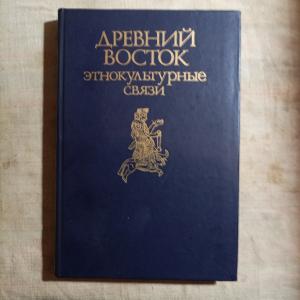 ДРЕВНИЙ
ВОСТОК
этнокультурные
связи